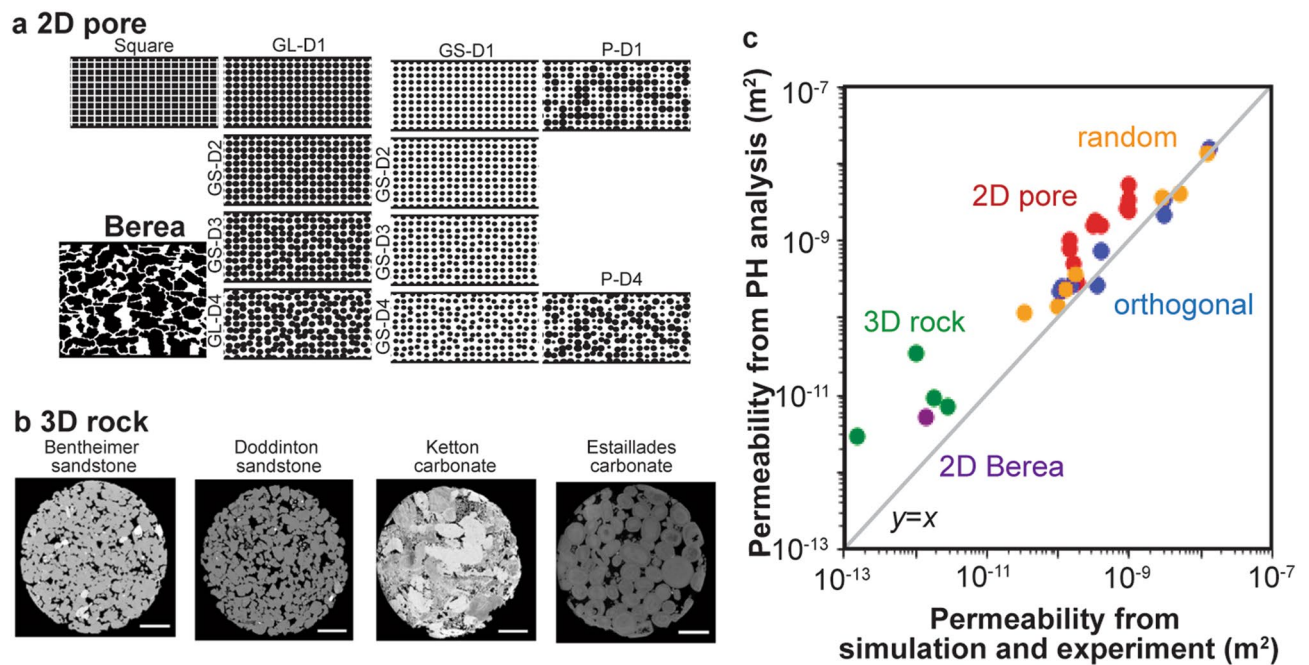 a 2D pore
Square
GL-D1
GS-D1
P-D1
GS-D2
GS-D2
GS-D3
GS-D3
P-D4
GL-D4
GS-D4
Berea
b 3D rock
Bentheimer
sandstone
Doddinton
sandstone
Ketton
carbonate
Estaillades
carbonate
c
Permeability from PH analysis (m²)
10⁻⁷
10⁻⁹
10⁻¹¹
10⁻¹³
random
2D pore
orthogonal
3D rock
2D Berea
y=x
10⁻¹³
10⁻¹¹
10⁻⁹
10⁻⁷
Permeability from
simulation and experiment (m²)